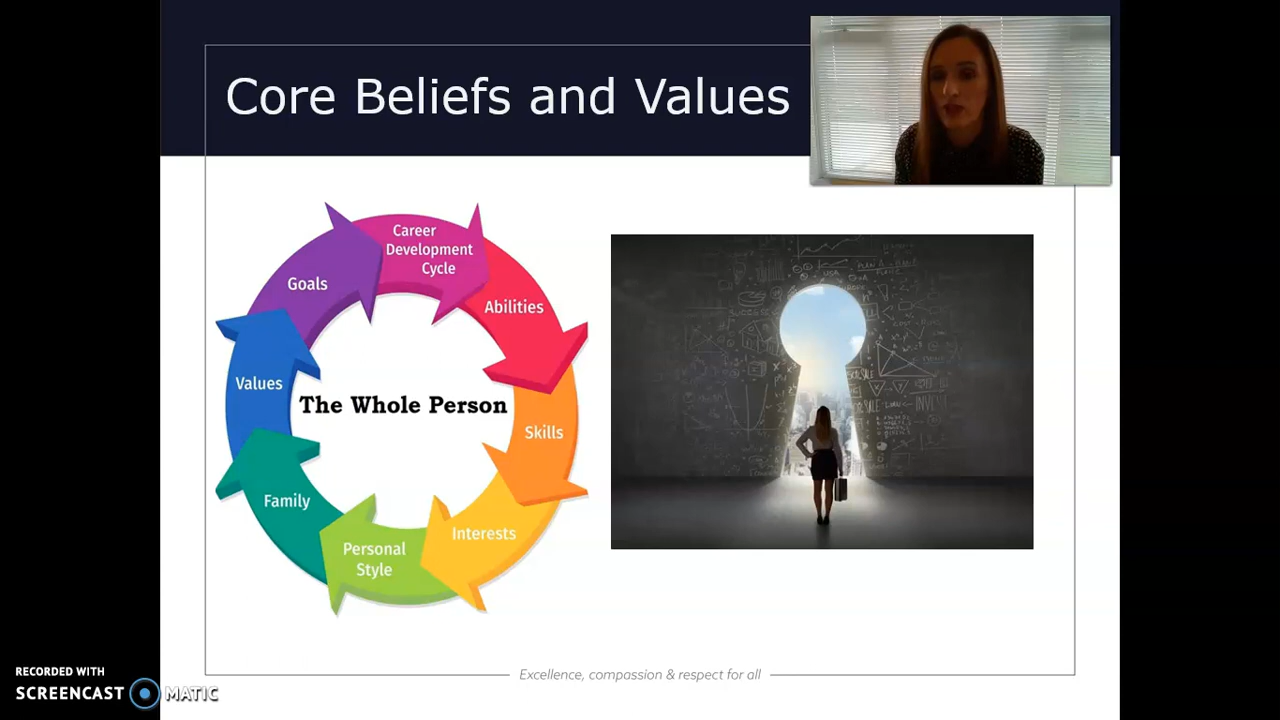 Core Beliefs and Values
Career
Development
Cycle
Goals
Abilities
Values
The Whole Person
Skills
Family
Interests
Personal
Style
Excellence, compassion & respect for all
RECORDED WITH
SCREENCAST MATIC